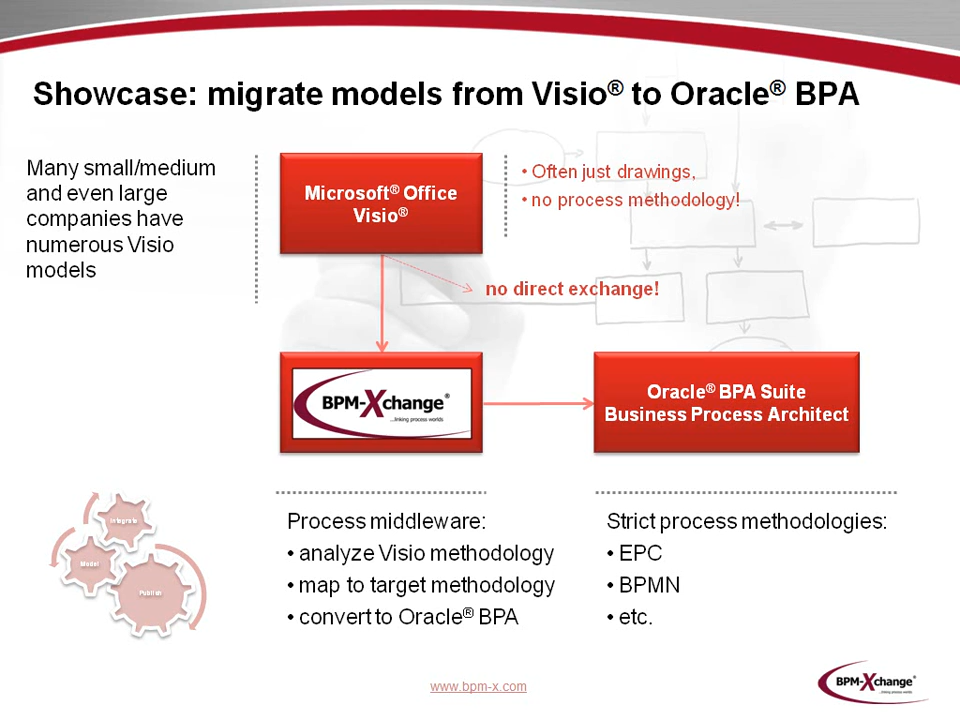 Showcase: migrate models from Visio® to Oracle® BPA
Many small/medium
and even large
companies have
numerous Visio
models
Microsoft® Office
Visio®
• Often just drawings,
• no process methodology!
no direct exchange!
BPM-Xchange®
...linking process worlds
Oracle® BPA Suite
Business Process Architect
Integrate
Model
Publish
Process middleware:
• analyze Visio methodology
• map to target methodology
• convert to Oracle® BPA
Strict process methodologies:
• EPC
• BPMN
• etc.
www.bpm-x.com
BPM-Xchange®
...linking process worlds